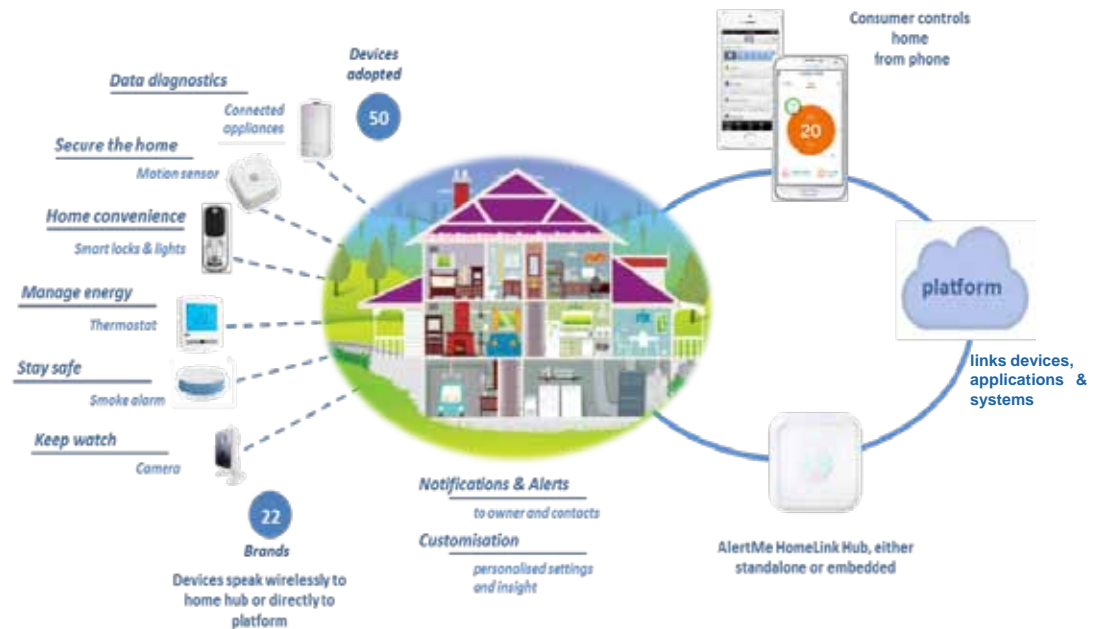 Data diagnostics
Connected
appliances
Devices
adopted
50
Secure the home
Motion sensor
Home convenience
Smart locks & lights
Manage energy
Thermostat
Stay safe
Smoke alarm
Keep watch
Camera
22
Brands
Devices speak wirelessly to
home hub or directly to
platform
Notifications & Alerts
to owner and contacts
Customisation
personalised settings
and insight
Consumer controls
home
from phone
20
platform
links devices,
applications &
systems
AlertMe HomeLink Hub, either
standalone or embedded